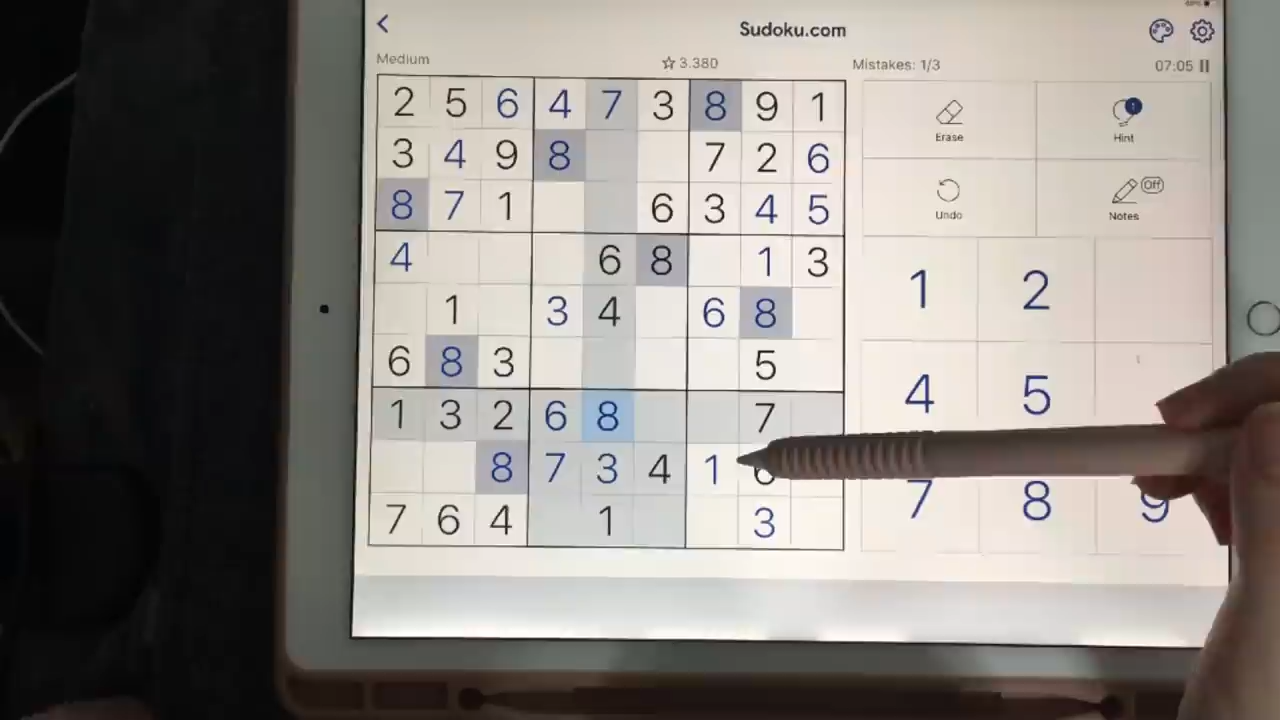 Sudoku.com
Medium ☆ 3.380 Mistakes: 1/3 07:05
2 5 6 4 7 3 8 9 1
3 4 9 8 7 2 6
8 7 1 6 3 4 5
4 6 8 1 3
1 3 4 6 8
6 8 3 5
1 3 2 6 8 7
8 7 3 4 1 6
7 6 4 1 3
Erase
Hint 1
Undo
Notes Off
1 2
4 5
7 8 9